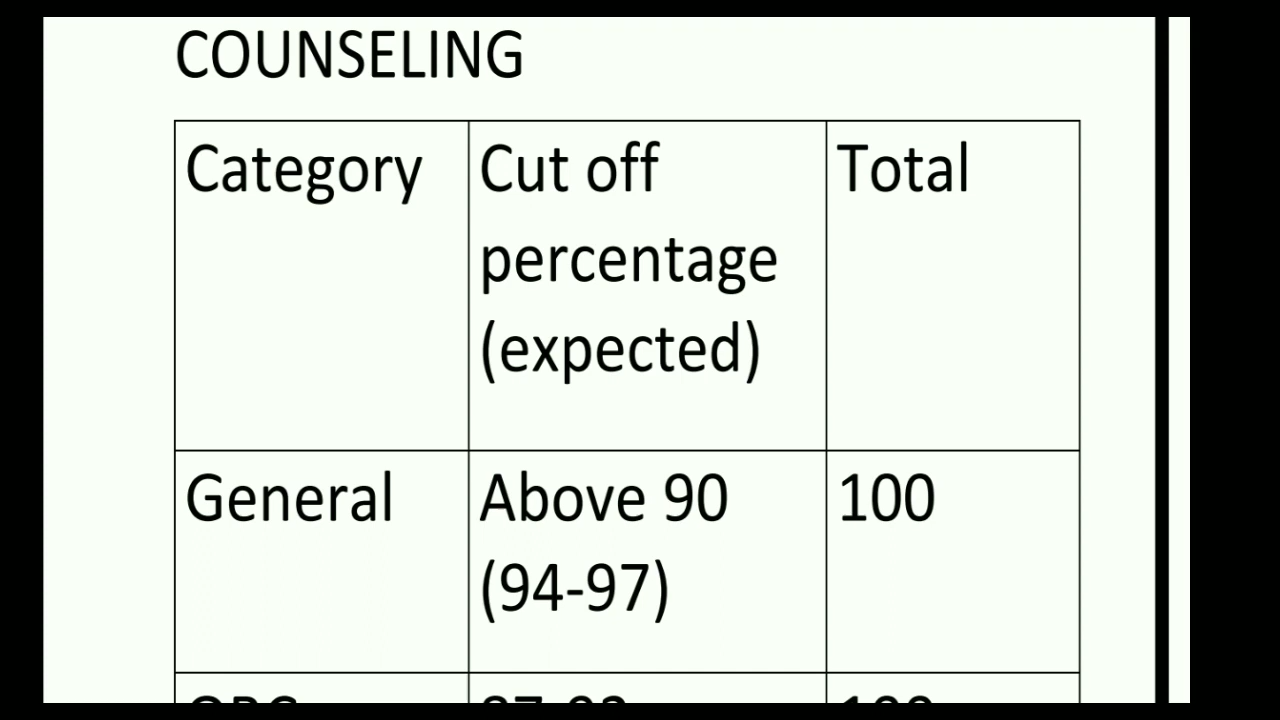 COUNSELING
Category Cut off Total
percentage
(expected)
General Above 90 100
(94-97)